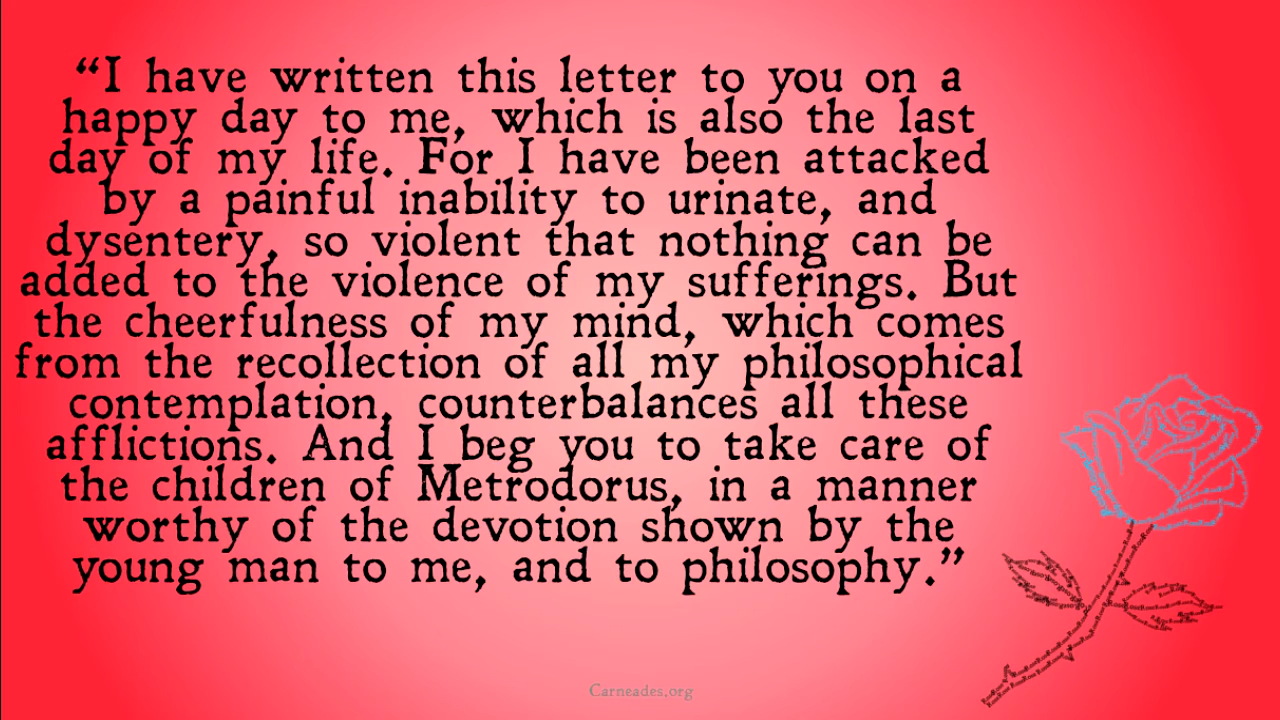 “I have written this letter to you on a
happy day to me, which is also the last
day of my life. For I have been attacked
by a painful inability to urinate, and
dysentery, so violent that nothing can be
added to the violence of my sufferings. But
the cheerfulness of my mind, which comes
from the recollection of all my philosophical
contemplation, counterbalances all these
afflictions. And I beg you to take care of
the children of Metrodorus, in a manner
worthy of the devotion shown by the
young man to me, and to philosophy.”
Carneades.org